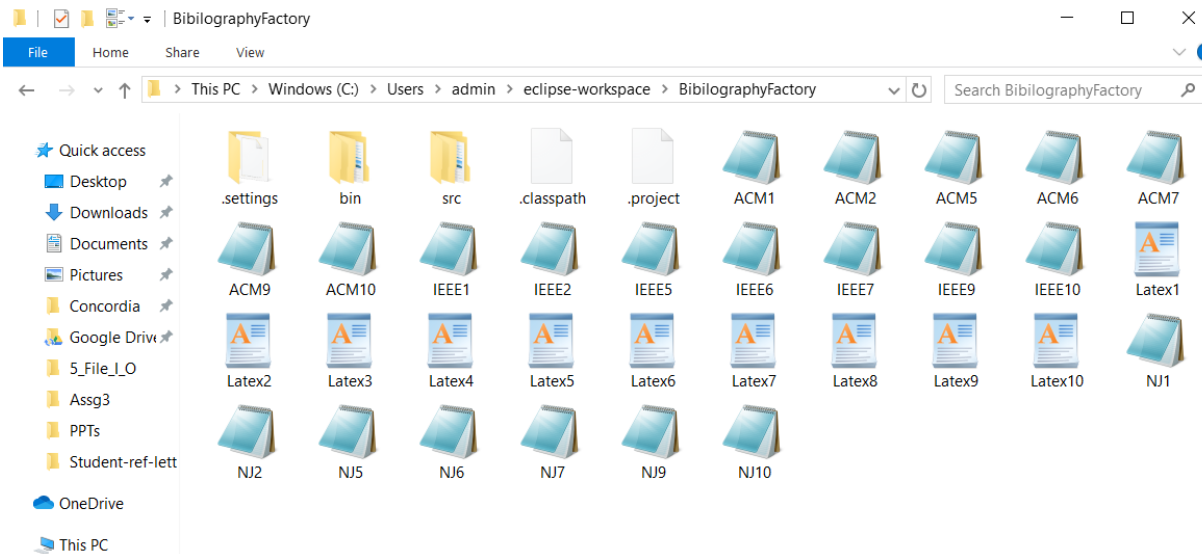 BibilographyFactory
File Home Share View
This PC > Windows (C:) > Users > admin > eclipse-workspace > BibilographyFactory
Search BibilographyFactory
Quick access
Desktop
Downloads
Documents
Pictures
Concordia
Google Drive
5_File_I_O
Assg3
PPTs
Student-ref-lett
OneDrive
This PC
.settings bin src .classpath .project ACM1 ACM2 ACM5 ACM6 ACM7
ACM9 ACM10 IEEE1 IEEE2 IEEE5 IEEE6 IEEE7 IEEE9 IEEE10 Latex1
Latex2 Latex3 Latex4 Latex5 Latex6 Latex7 Latex8 Latex9 Latex10 NJ1
NJ2 NJ5 NJ6 NJ7 NJ9 NJ10